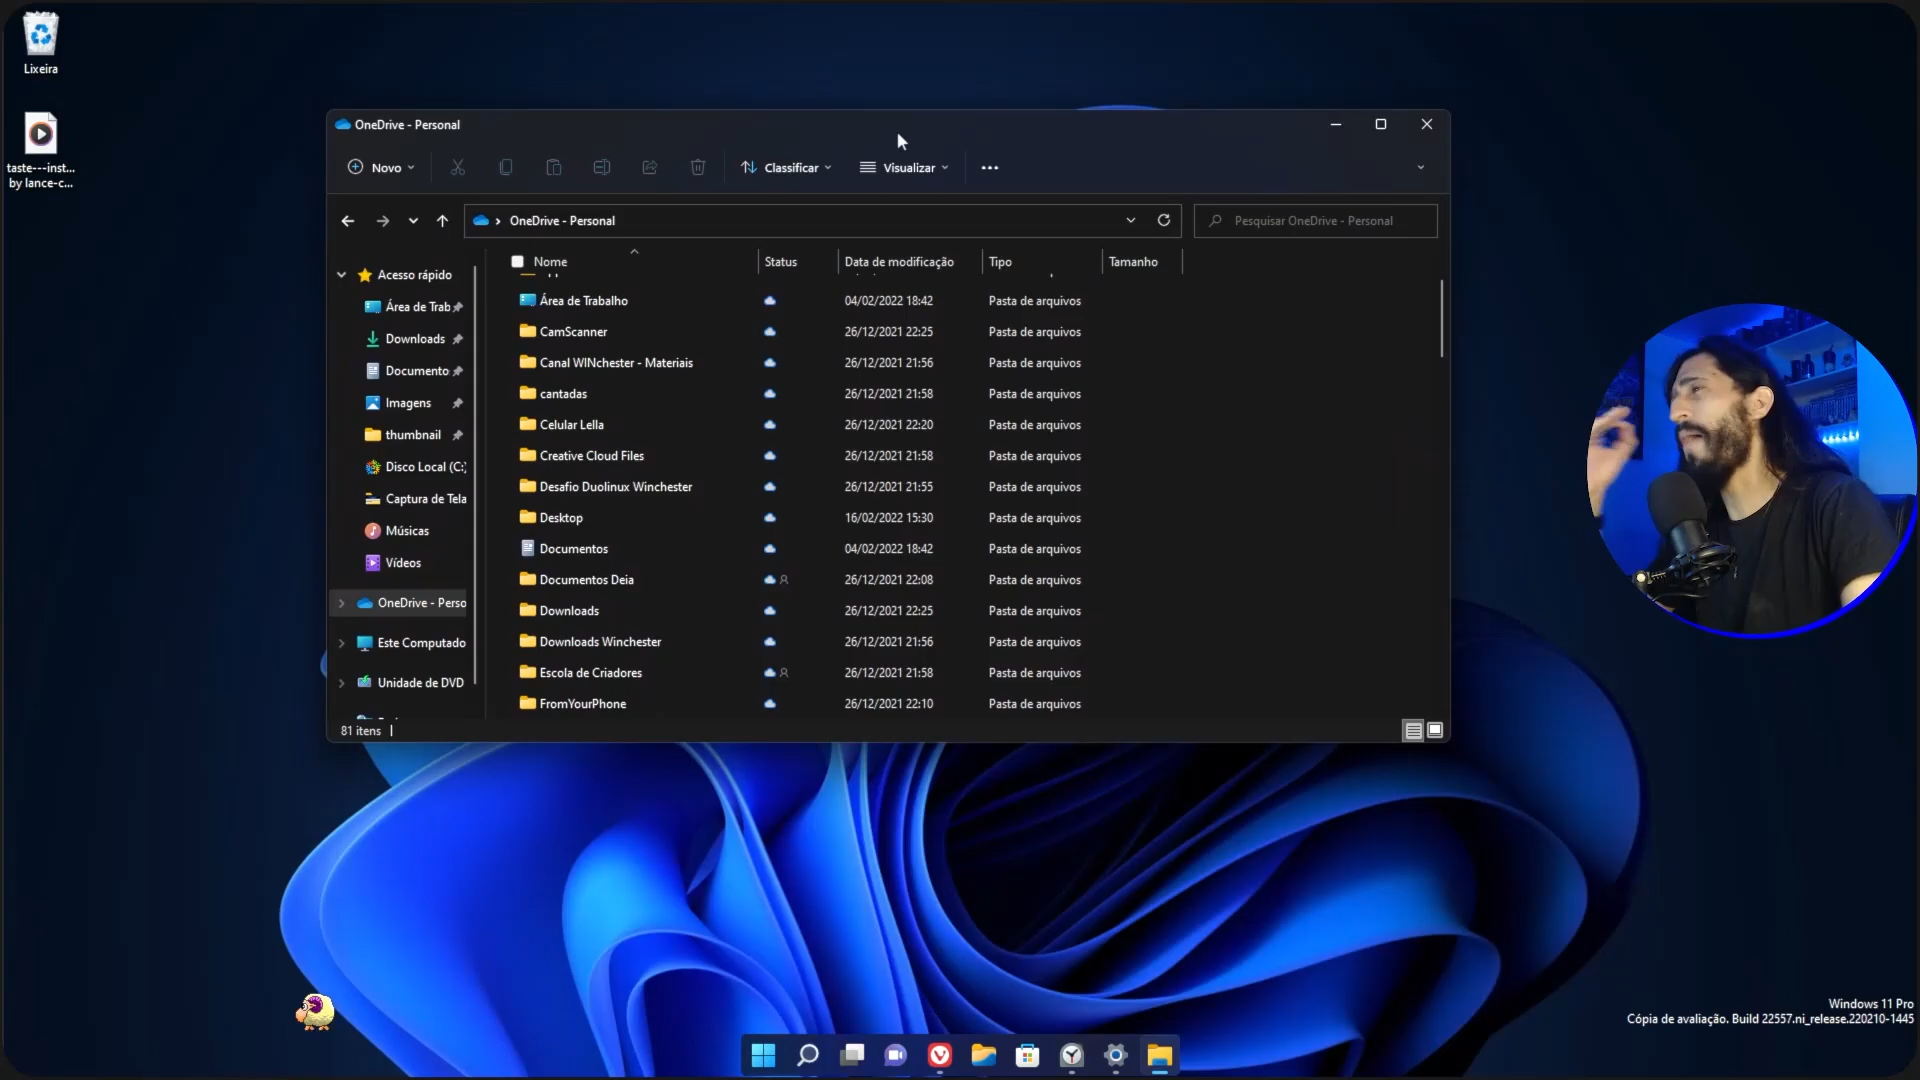 Lixeira
taste---inst...
by lance-c...
OneDrive - Personal
Novo
Classificar
Visualizar
OneDrive - Personal
Pesquisar OneDrive - Personal
Acesso rápido
Área de Trab
Downloads
Documento
Imagens
thumbnail
Disco Local (C:)
Captura de Tela
Músicas
Vídeos
OneDrive - Perso
Este Computado
Unidade de DVD
Nome Status Data de modificação Tipo Tamanho
Área de Trabalho 04/02/2022 18:42 Pasta de arquivos
CamScanner 26/12/2021 22:25 Pasta de arquivos
Canal WINchester - Materiais 26/12/2021 21:56 Pasta de arquivos
cantadas 26/12/2021 21:58 Pasta de arquivos
Celular Lella 26/12/2021 22:20 Pasta de arquivos
Creative Cloud Files 26/12/2021 21:58 Pasta de arquivos
Desafio Duolinux Winchester 26/12/2021 21:55 Pasta de arquivos
Desktop 16/02/2022 15:30 Pasta de arquivos
Documentos 04/02/2022 18:42 Pasta de arquivos
Documentos Deia 26/12/2021 22:08 Pasta de arquivos
Downloads 26/12/2021 22:25 Pasta de arquivos
Downloads Winchester 26/12/2021 21:56 Pasta de arquivos
Escola de Criadores 26/12/2021 21:58 Pasta de arquivos
FromYourPhone 26/12/2021 22:10 Pasta de arquivos
81 itens
Windows 11 Pro
Cópia de avaliação. Build 22557.ni_release.220210-1445